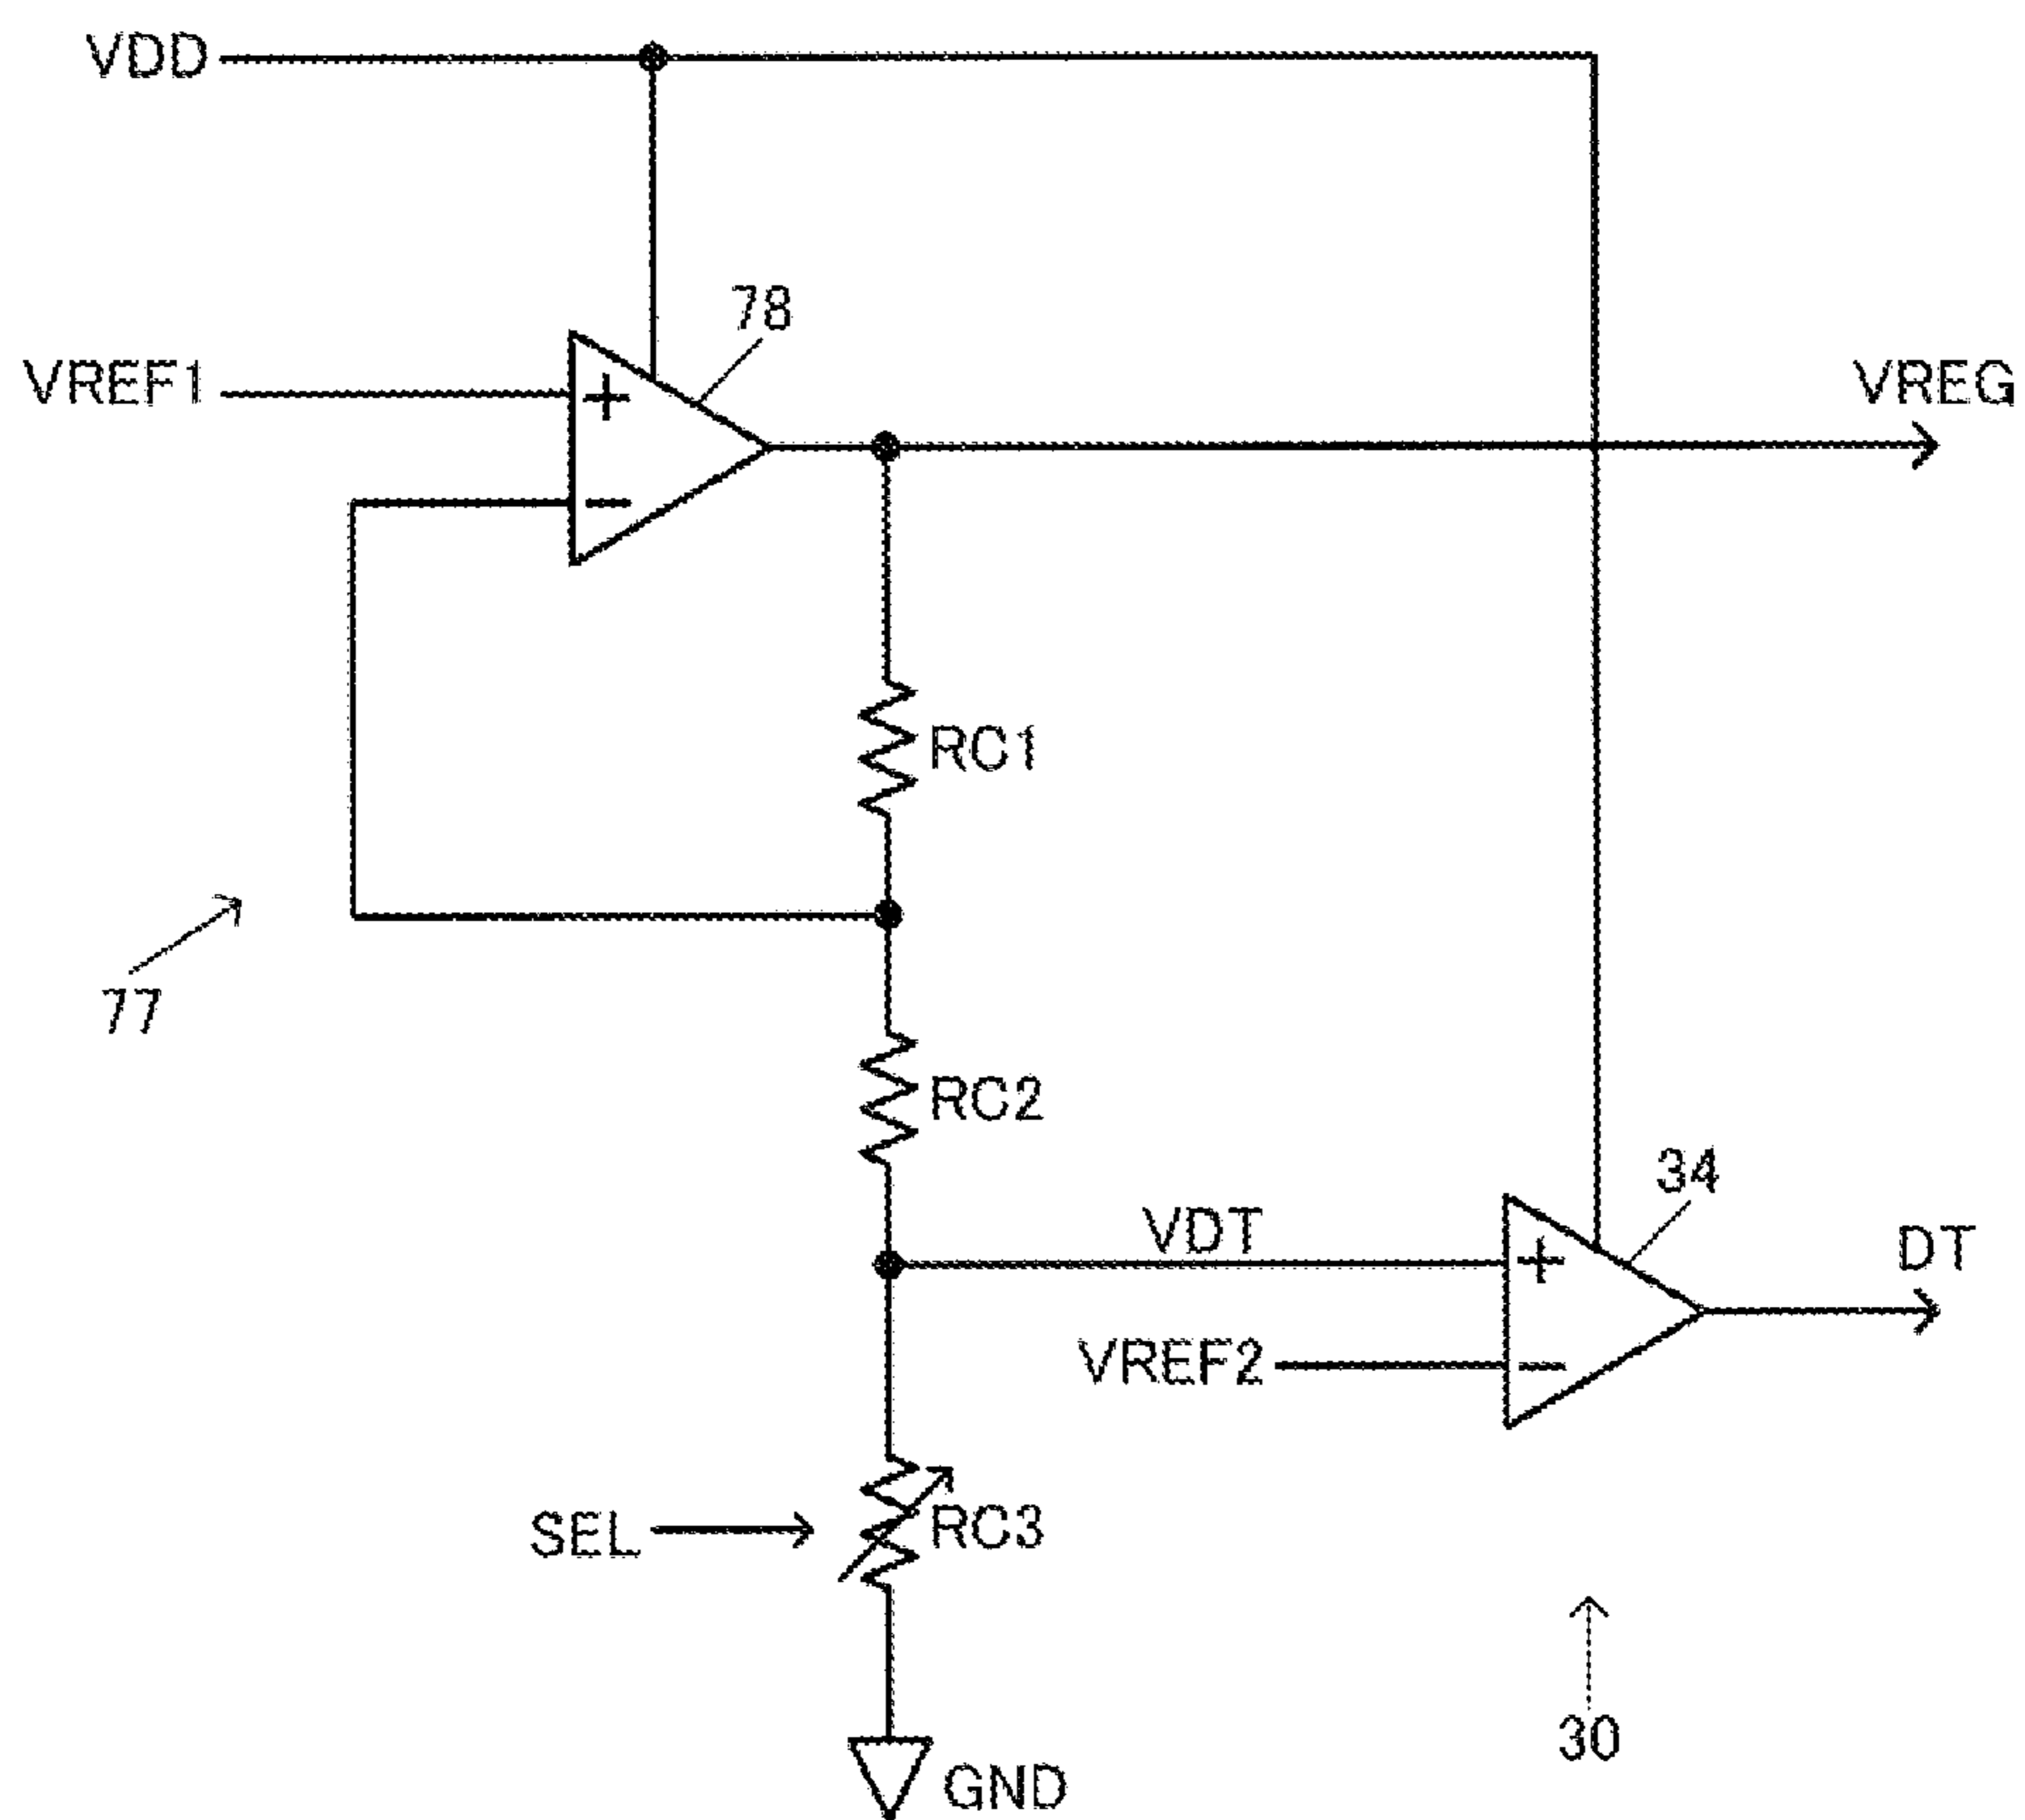 VDD
78
VREF1
+
VREG
−
RC1
77
RC2
34
VDT
+
DT
VREF2
−
SEL
RC3
30
GND